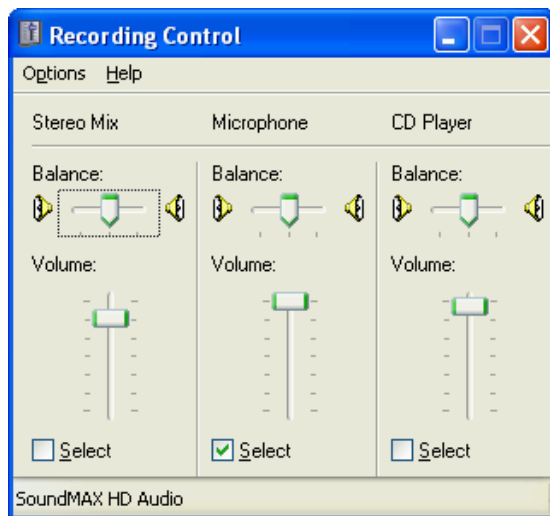 Recording Control
Options Help
Stereo Mix Microphone CD Player
Balance: Balance: Balance:
Volume: Volume: Volume:
Select Select Select
SoundMAX HD Audio